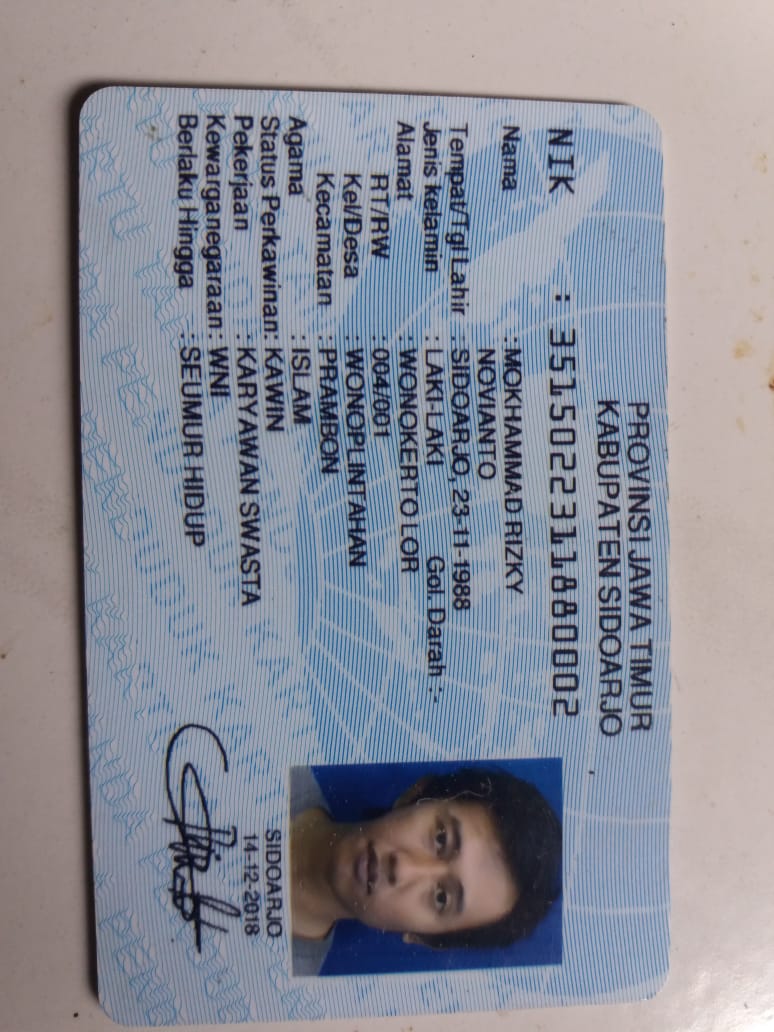 PROVINSI JAWA TIMUR
KABUPATEN SIDOARJO
NIK : 3515022311880002
Nama : MOKHAMMAD RIZKY
NOVIANTO
Tempat/Tgl Lahir : SIDOARJO, 23-11-1988
Jenis kelamin : LAKI-LAKI Gol. Darah :-
Alamat : WONOKERTO LOR
RT/RW : 004/001
Kel/Desa : WONOPLINTAHAN
Kecamatan : PRAMBON
Agama : ISLAM
Status Perkawinan: KAWIN
Pekerjaan : KARYAWAN SWASTA
Kewarganegaraan: WNI
Berlaku Hingga : SEUMUR HIDUP
SIDOARJO
14-12-2018